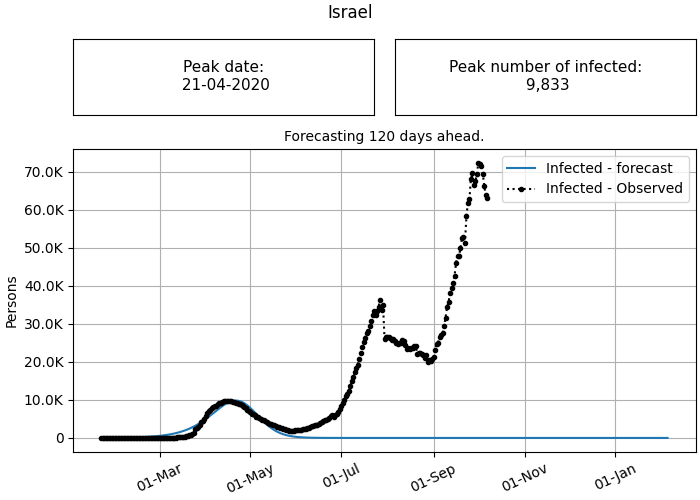 Israel
Peak date:
21-04-2020
Peak number of infected:
9,833
Forecasting 120 days ahead.
Infected - forecast
Infected - Observed
70.0K
60.0K
50.0K
40.0K
30.0K
20.0K
10.0K
0
Persons
01-Mar
01-May
01-Jul
01-Sep
01-Nov
01-Jan